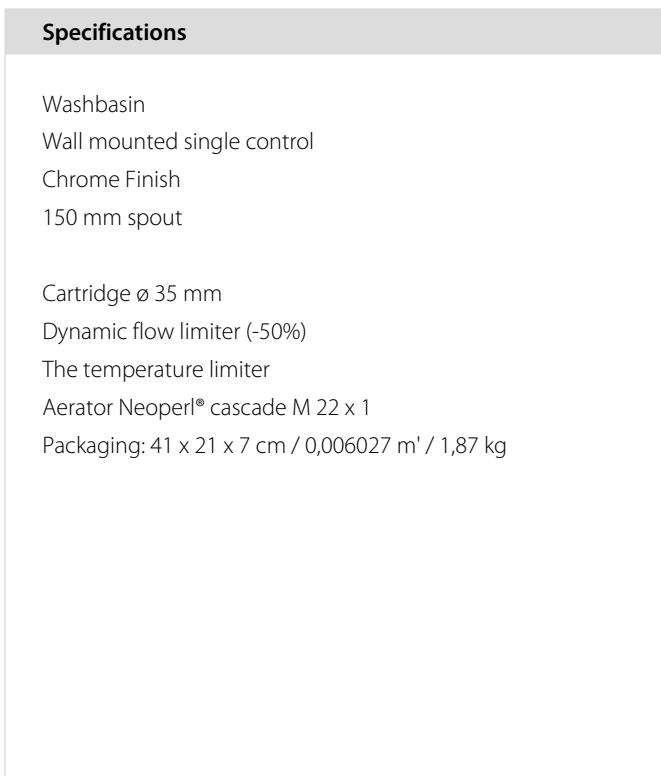 Specifications
Washbasin
Wall mounted single control
Chrome Finish
150 mm spout
Cartridge ø 35 mm
Dynamic flow limiter (-50%)
The temperature limiter
Aerator Neoperl® cascade M 22 x 1
Packaging: 41 x 21 x 7 cm / 0,006027 m' / 1,87 kg